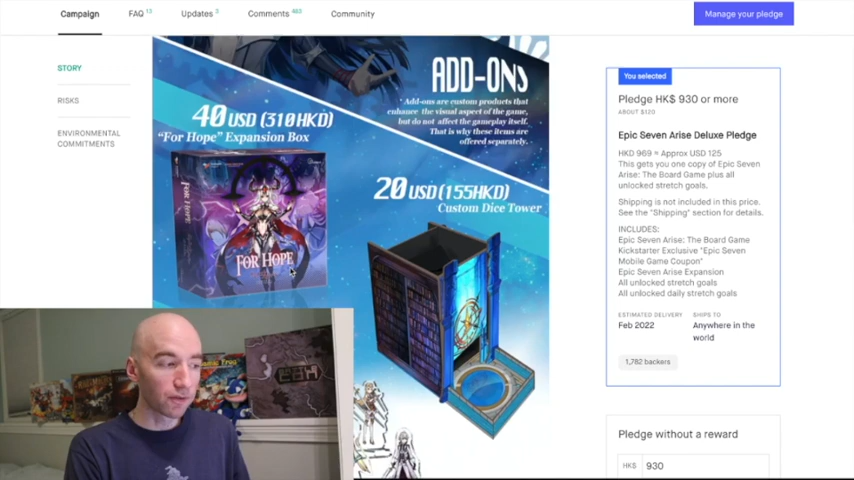 Campaign
FAQ 13
Updates 3
Comments 463
Community
Manage your pledge
STORY
RISKS
ENVIRONMENTAL
COMMITMENTS
ADD-ONS
* Add-ons are custom products that
enhance the visual aspect of the game,
but do not affect the gameplay itself.
That is why these items are
offered separately.
40 USD (310HKD)
"For Hope" Expansion Box
FOR HOPE
FOR HOPE
20 USD (155HKD)
Custom Dice Tower
You selected
Pledge HK$ 930 or more
ABOUT $120
Epic Seven Arise Deluxe Pledge
HKD 969 = Approx USD 125
This gets you one copy of Epic Seven
Arise: The Board Game plus all
unlocked stretch goals.
Shipping is not included in this price.
See the "Shipping" section for details.
INCLUDES:
Epic Seven Arise: The Board Game
Kickstarter Exclusive "Epic Seven
Mobile Game Coupon"
Epic Seven Arise Expansion
All unlocked stretch goals
All unlocked daily stretch goals
ESTIMATED DELIVERY
Feb 2022
SHIPS TO
Anywhere in the
world
1,782 backers
Pledge without a reward
HK$ 930